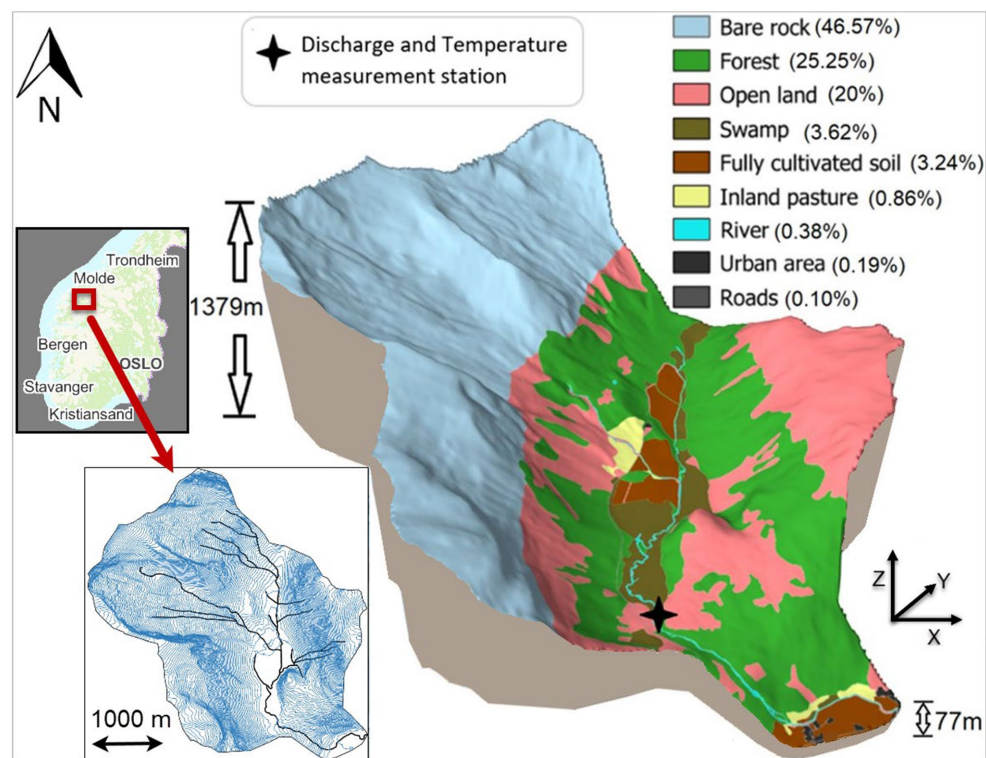 N
Discharge and Temperature
measurement station
Bare rock (46.57%)
Forest (25.25%)
Open land (20%)
Swamp (3.62%)
Fully cultivated soil (3.24%)
Inland pasture (0.86%)
River (0.38%)
Urban area (0.19%)
Roads (0.10%)
1379m
Trondheim
Molde
Bergen
OSLO
Stavanger
Kristiansand
1000 m
Z
Y
X
77m